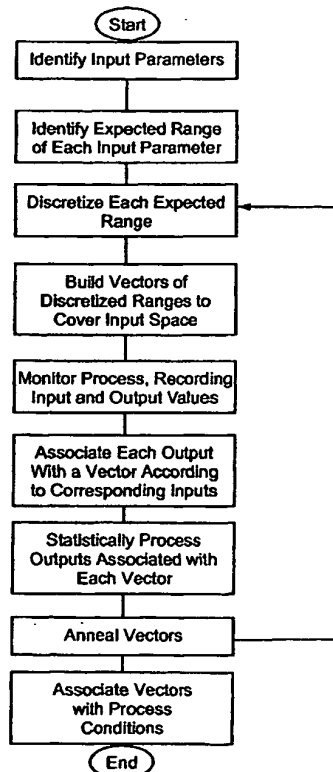 Start
Identify Input Parameters
Identify Expected Range
of Each Input Parameter
Discretize Each Expected
Range
Build Vectors of
Discretized Ranges to
Cover Input Space
Monitor Process, Recording
Input and Output Values
Associate Each Output
With a Vector According
to Corresponding Inputs
Statistically Process
Outputs Associated with
Each Vector
Anneal Vectors
Associate Vectors
with Process
Conditions
End